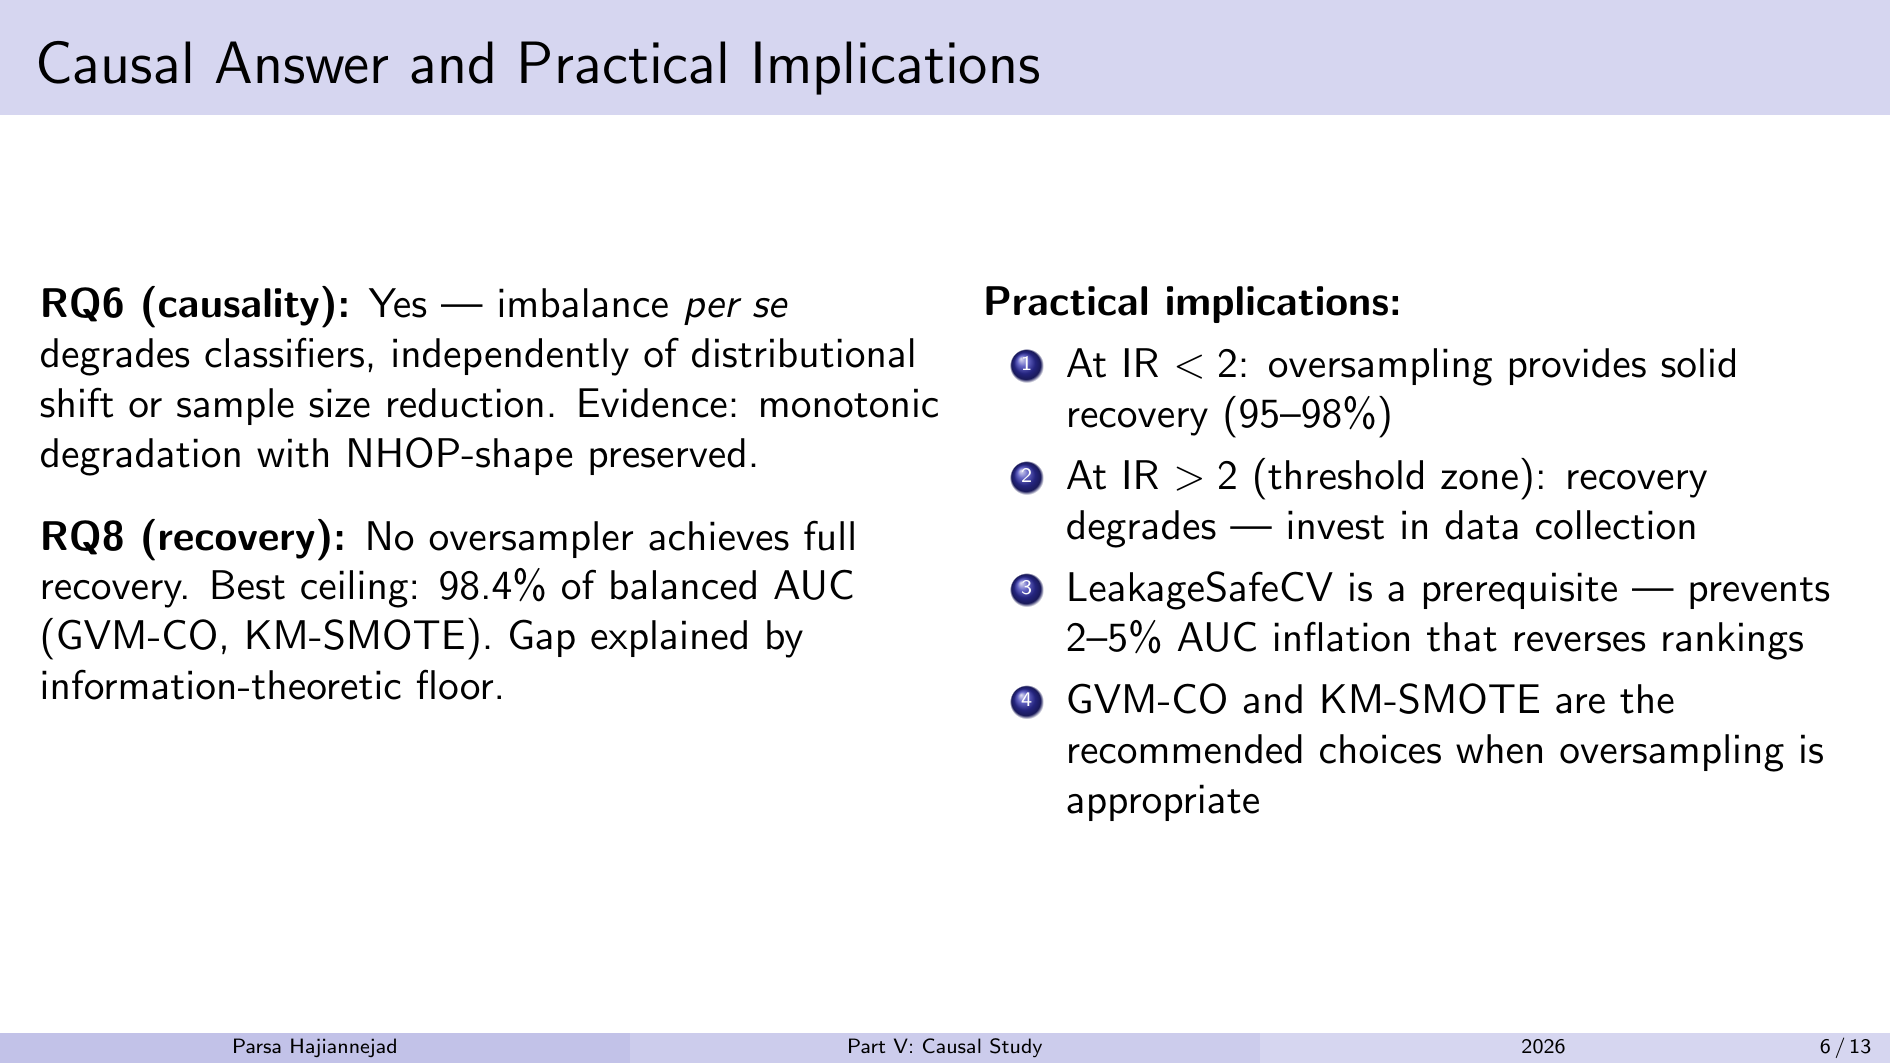 Causal Answer and Practical Implications
RQ6 (causality): Yes — imbalance per se
degrades classifiers, independently of distributional
shift or sample size reduction. Evidence: monotonic
degradation with NHOP-shape preserved.
RQ8 (recovery): No oversampler achieves full
recovery. Best ceiling: 98.4% of balanced AUC
(GVM-CO, KM-SMOTE). Gap explained by
information-theoretic floor.
Practical implications:
1 At IR < 2: oversampling provides solid
recovery (95–98%)
2 At IR > 2 (threshold zone): recovery
degrades — invest in data collection
3 LeakageSafeCV is a prerequisite — prevents
2–5% AUC inflation that reverses rankings
4 GVM-CO and KM-SMOTE are the
recommended choices when oversampling is
appropriate
Parsa Hajiannejad
Part V: Causal Study
2026
6 / 13